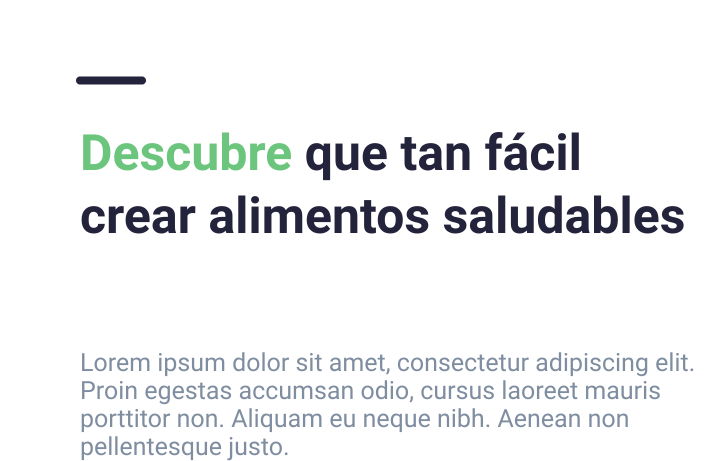 Descubre que tan fácil
crear alimentos saludables
Lorem ipsum dolor sit amet, consectetur adipiscing elit.
Proin egestas accumsan odio, cursus laoreet mauris
porttitor non. Aliquam eu neque nibh. Aenean non
pellentesque justo.